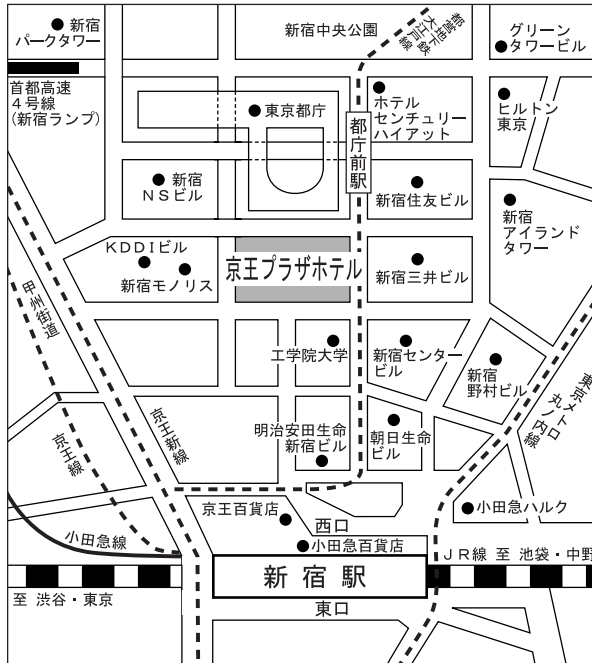 新宿
パークタワー
新宿中央公園
都営地下鉄
大江戸線
グリーン
タワービル
首都高速
4号線
(新宿ランプ)
東京都庁
ホテル
センチュリー
ハイアット
ヒルトン
東京
都庁前駅
新宿
NSビル
新宿住友ビル
新宿
アイランド
タワー
KDDIビル
新宿モノリス
京王プラザホテル
新宿三井ビル
甲州街道
工学院大学
新宿センター
ビル
新宿
野村ビル
東京メトロ
丸ノ内線
京王線
京王新線
明治安田生命
新宿ビル
朝日生命
ビル
京王百貨店
西口
小田急ハルク
小田急線
小田急百貨店
JR線 至 池袋・中野
新宿駅
至 渋谷・東京
東口